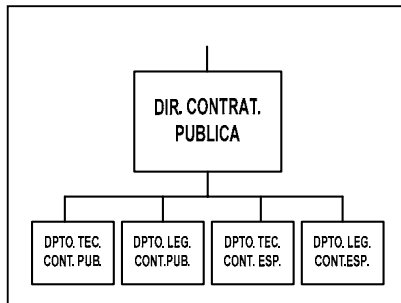 DIR. CONTRAT.
PUBLICA
DPTO. TEC.
CONT. PUB.
DPTO. LEG.
CONT.PUB.
DPTO. TEC.
CONT. ESP.
DPTO. LEG.
CONT.ESP.